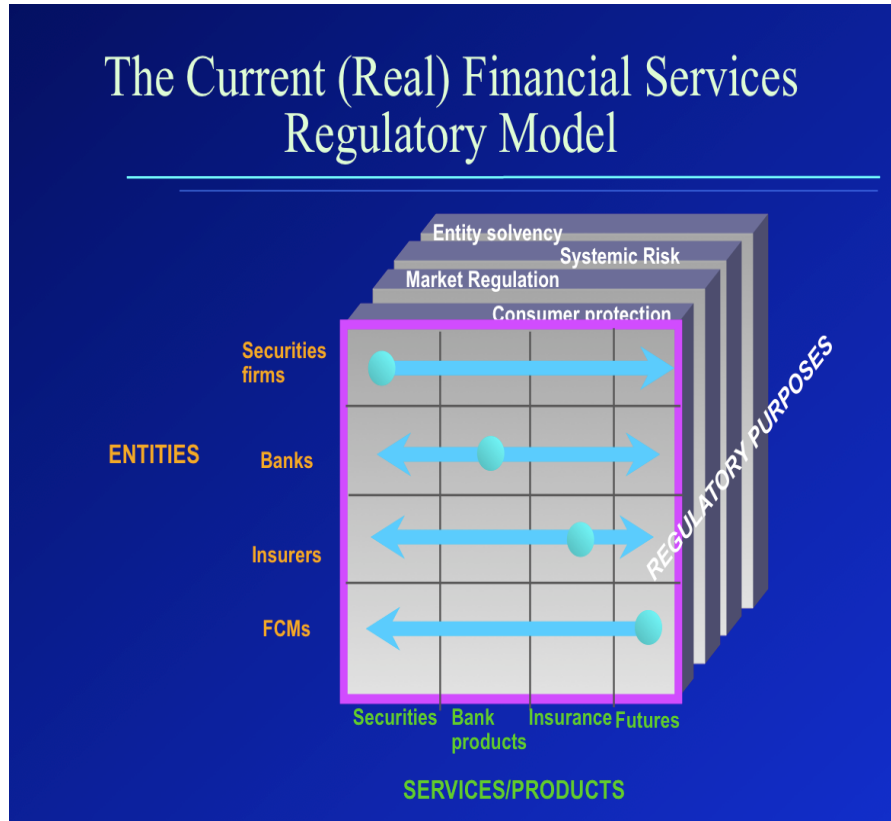 The Current (Real) Financial Services
Regulatory Model
Entity solvency
Systemic Risk
Market Regulation
Consumer protection
Securities
firms
ENTITIES
Banks
Insurers
FCMs
REGULATORY PURPOSES
Securities
Bank
products
Insurance
Futures
SERVICES/PRODUCTS